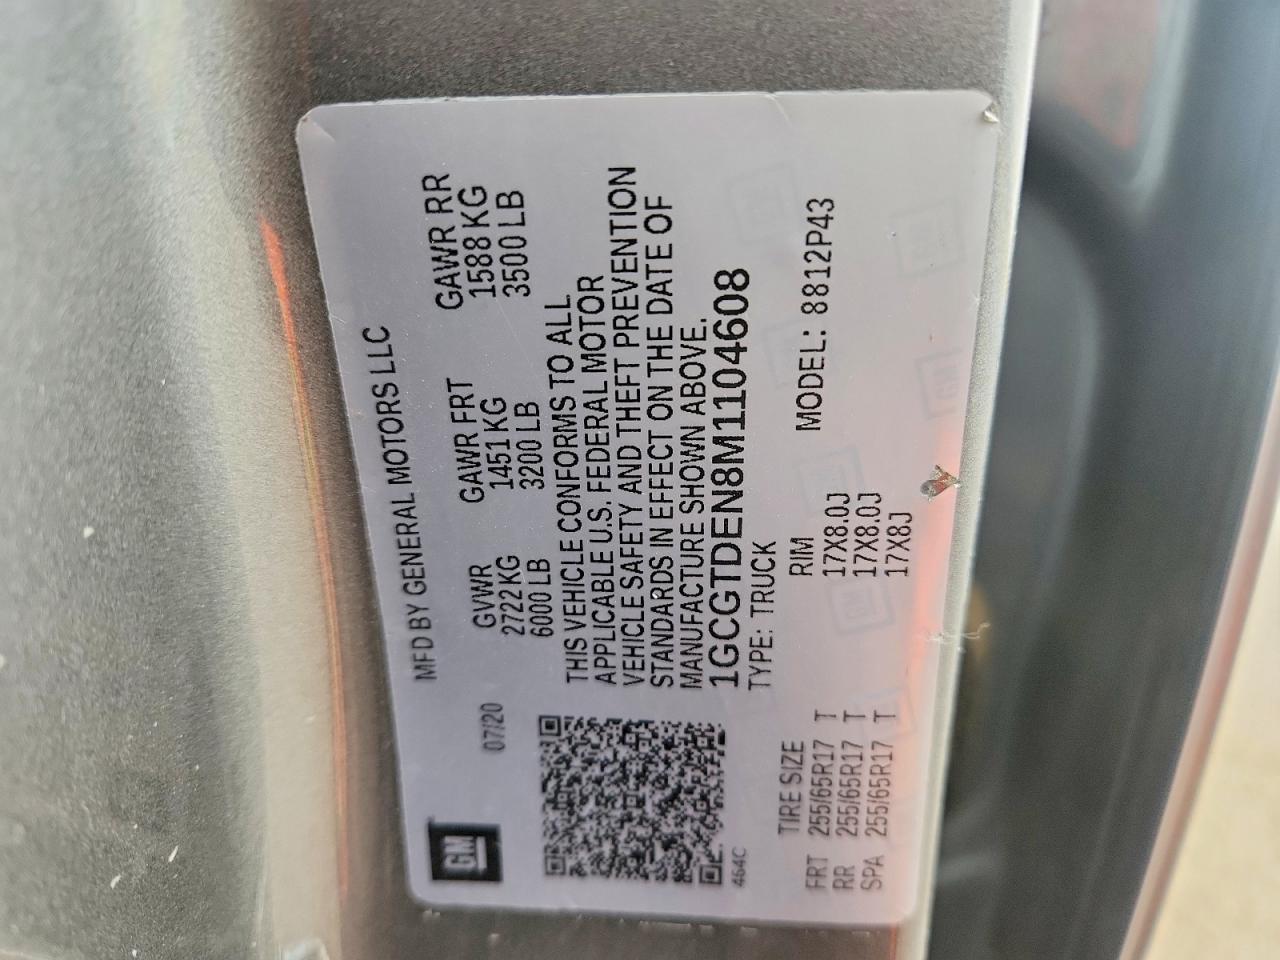 GM
MFD BY GENERAL MOTORS LLC
07/20
GVWR GAWR FRT GAWR RR
2722 KG 1451 KG 1588 KG
6000 LB 3200 LB 3500 LB
THIS VEHICLE CONFORMS TO ALL
APPLICABLE U.S. FEDERAL MOTOR
VEHICLE SAFETY AND THEFT PREVENTION
STANDARDS IN EFFECT ON THE DATE OF
MANUFACTURE SHOWN ABOVE.
1GCGTDEN8M1104608
464C
TYPE: TRUCK MODEL: 8812P43
TIRE SIZE RIM
FRT 255/65R17 T 17X8.0J
RR 255/65R17 T 17X8.0J
SPA 255/65R17 T 17X8J